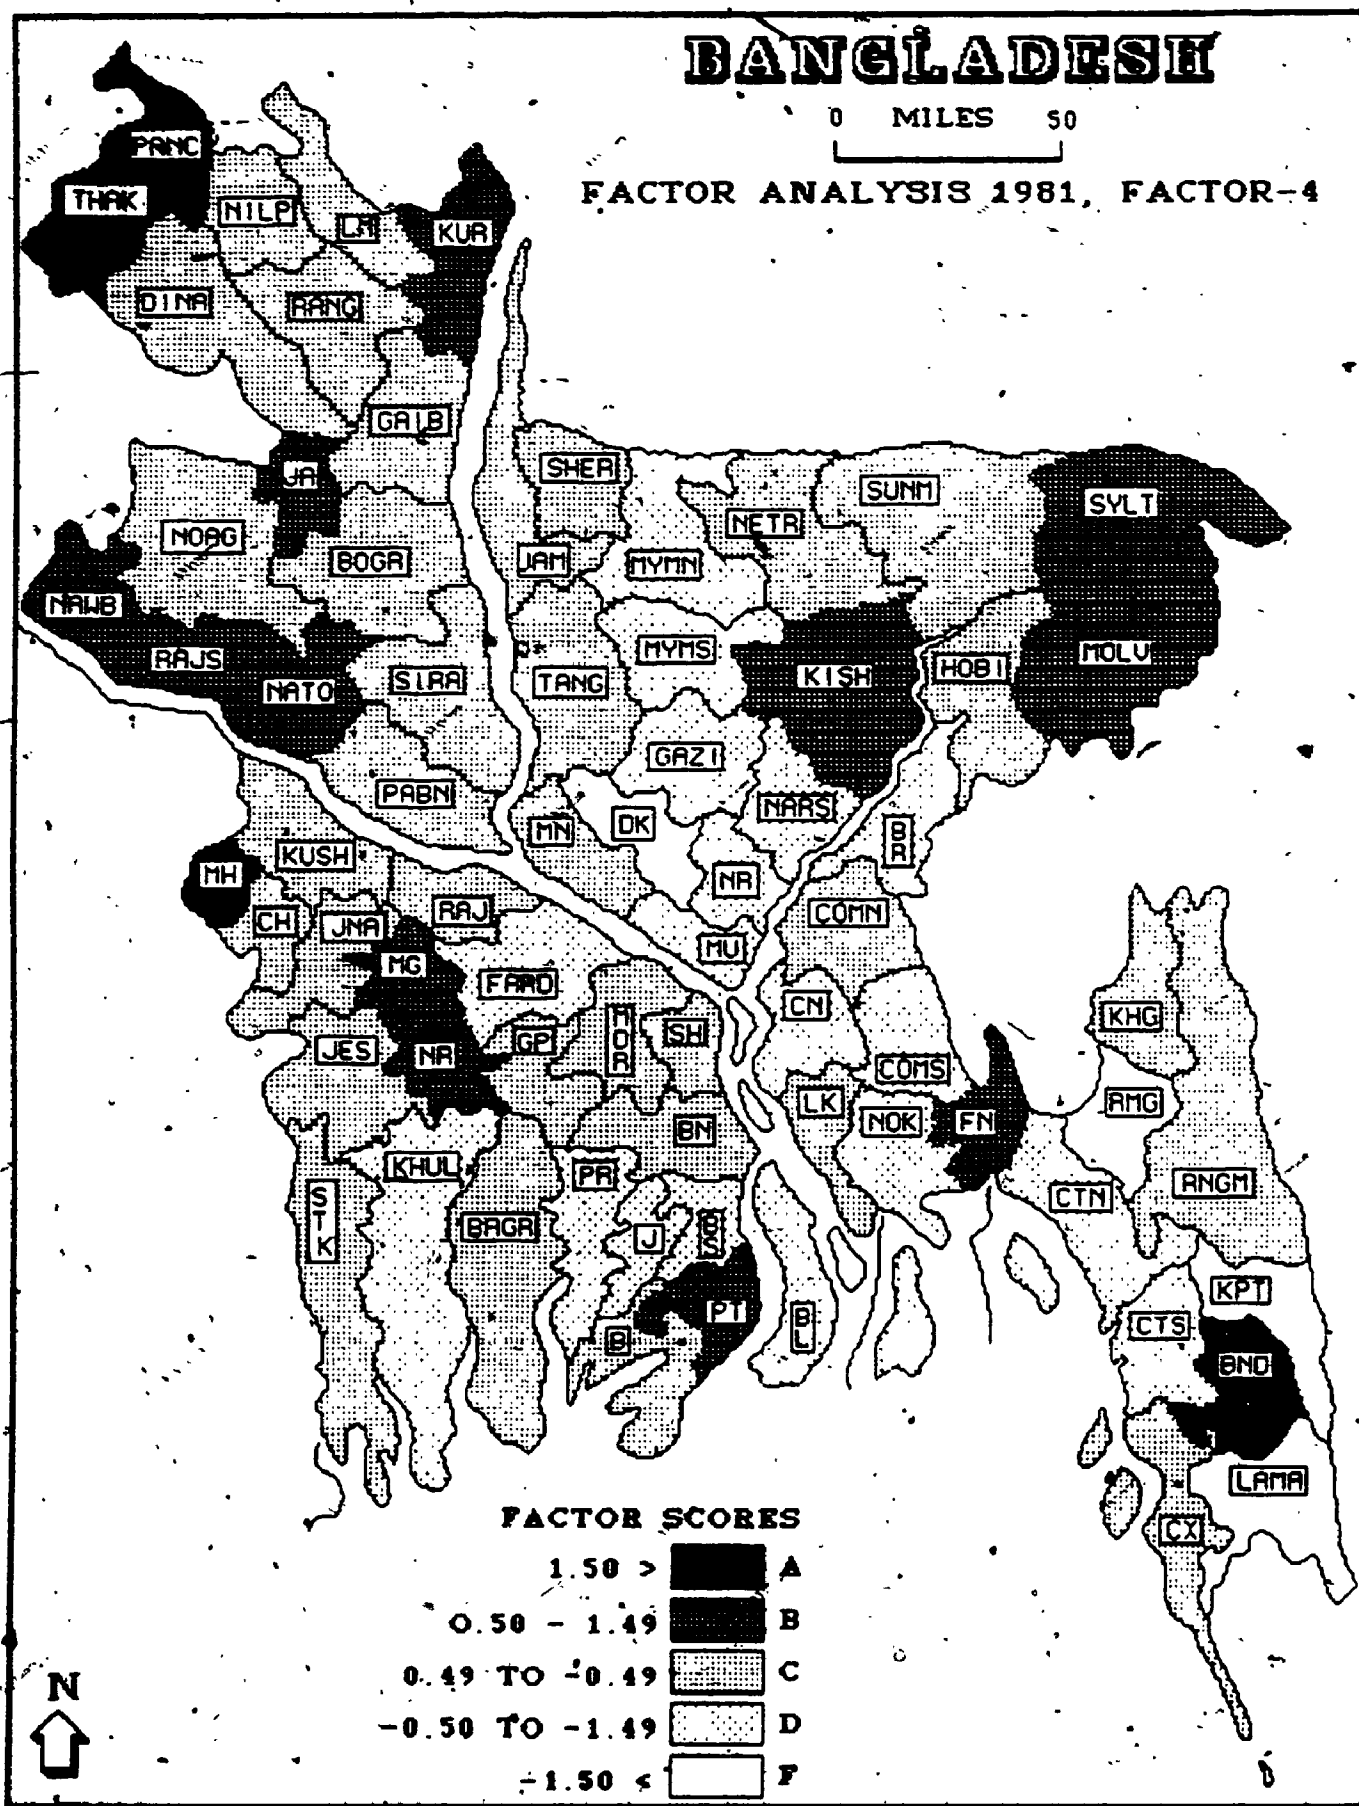 BANGLADESH
0 MILES 50
FACTOR ANALYSIS 1981, FACTOR-4
PANC
THAK
NILP
LM
KUR
DINA
RANG
GAIB
JA
SHER
SUNM
SYLT
NOAG
BOGR
JAM
MYMN
NETR
NAWB
RAJS
NATO
SIRA
TANG
MYMS
KISH
HOBI
MOLV
GAZI
PABN
MN
DK
NARS
BR
KUSH
MH
NR
CH
JNA
RAJ
COMN
MU
MG
FARD
CN
KHG
MDR
SH
GP
JES
NR
COMS
LK
NOK
FN
RMG
BN
KHUL
PR
STK
BAGR
J
BS
CTN
RNGM
KPT
PT
BL
B
CTS
BND
LAMA
CX
FACTOR SCORES
1.50 > A
0.50 - 1.49 B
0.49 TO -0.49 C
-0.50 TO -1.49 D
-1.50 < F
N